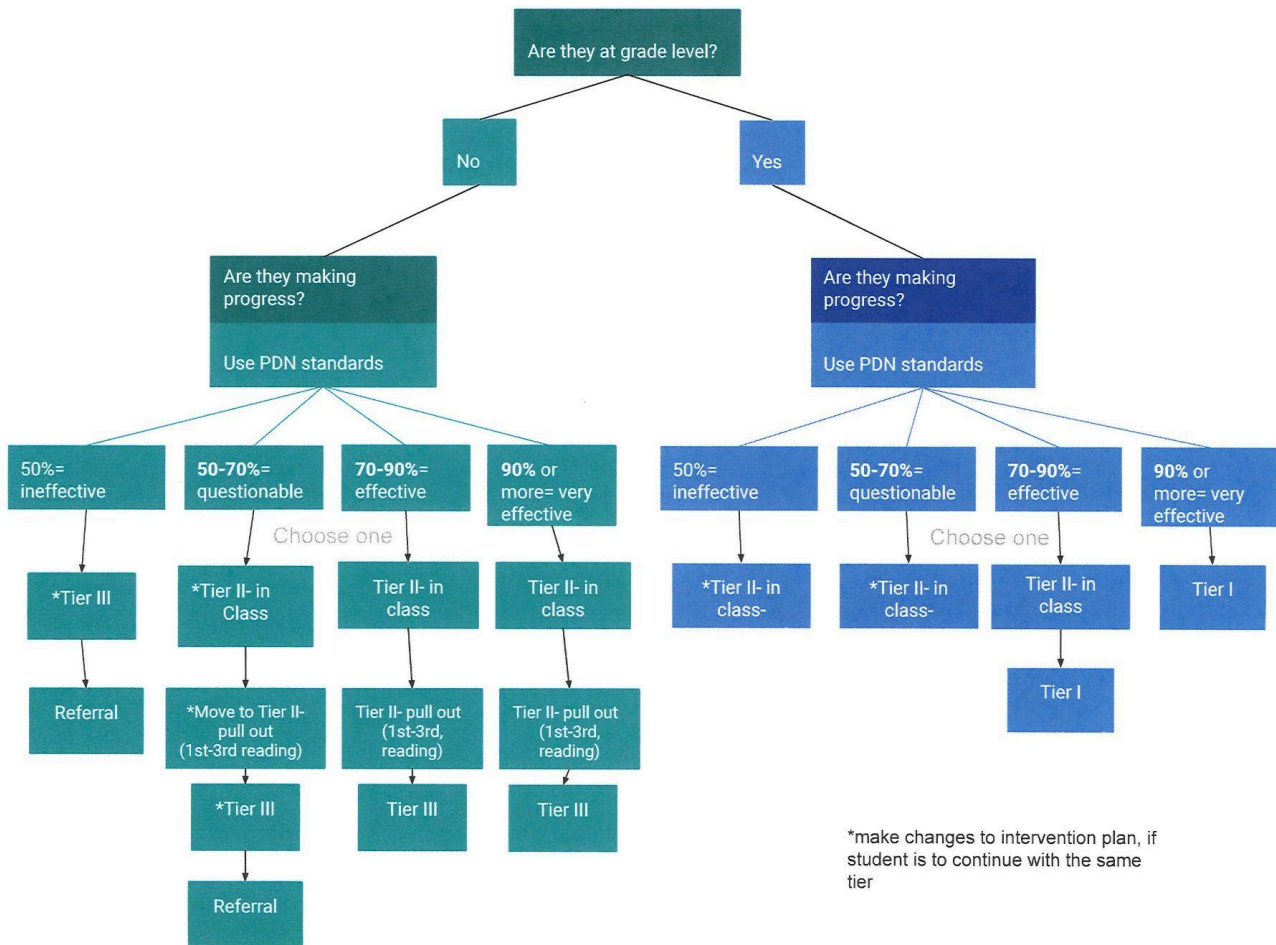 Are they at grade level?
No
Yes
Are they making
progress?
Use PDN standards
Are they making
progress?
Use PDN standards
50%=
ineffective
50-70%=
questionable
70-90%=
effective
90% or
more= very
effective
50%=
ineffective
50-70%=
questionable
70-90%=
effective
90% or
more= very
effective
Choose one
Choose one
*Tier III
*Tier II- in
Class
Tier II- in
class
Tier II- in
class
*Tier II- in
class-
*Tier II- in
class-
Tier II- in
class
Tier I
Referral
*Move to Tier II-
pull out
(1st-3rd reading)
Tier II- pull out
(1st-3rd,
reading)
Tier II- pull out
(1st-3rd,
reading)
Tier I
*Tier III
Tier III
Tier III
Referral
*make changes to intervention plan, if
student is to continue with the same
tier